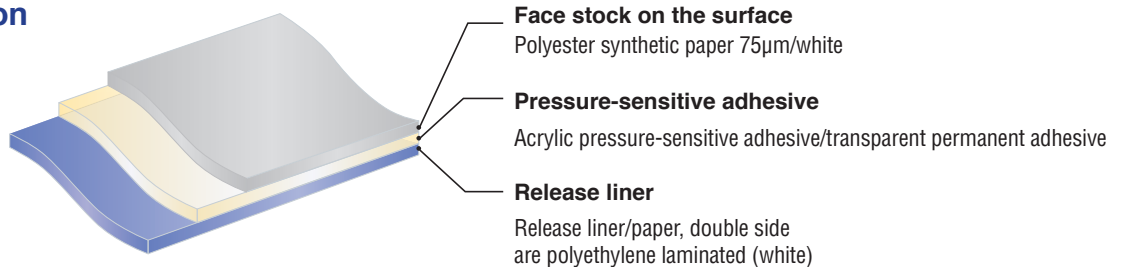 on
Face stock on the surface
Polyester synthetic paper 75µm/white
Pressure-sensitive adhesive
Acrylic pressure-sensitive adhesive/transparent permanent adhesive
Release liner
Release liner/paper, double side
are polyethylene laminated (white)